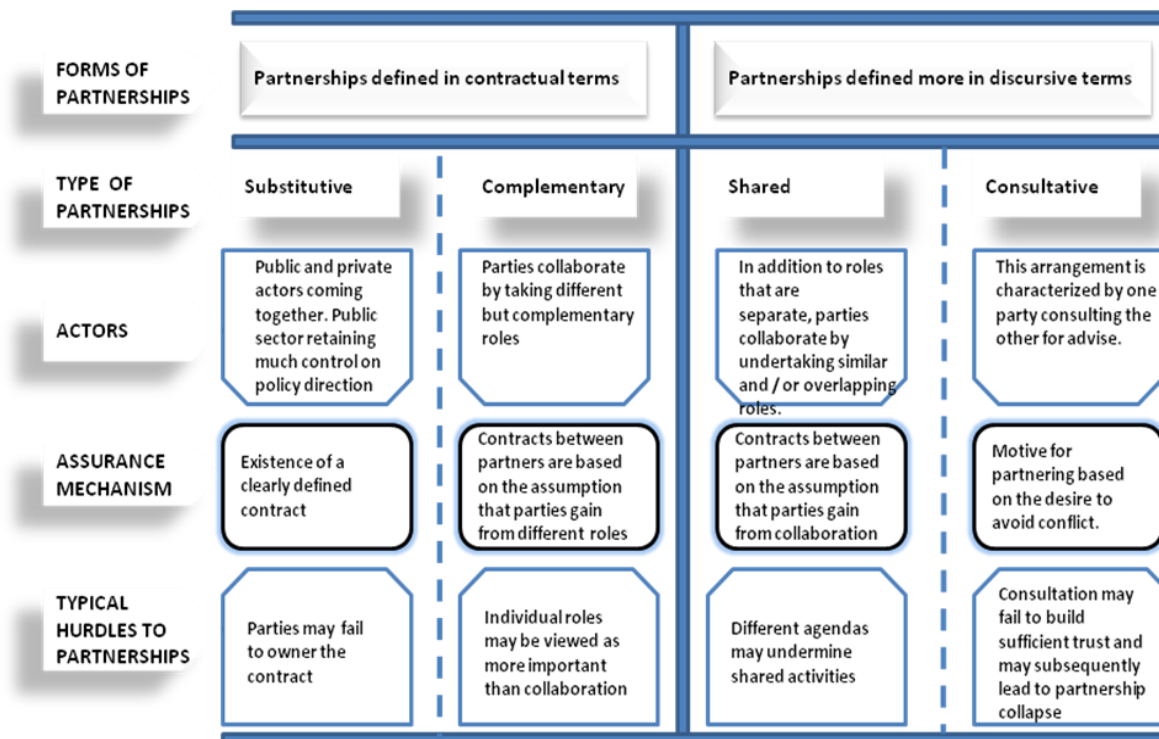 FORMS OF
PARTNERSHIPS
Partnerships defined in contractual terms
Partnerships defined more in discursive terms
TYPE OF
PARTNERSHIPS
Substitutive
Complementary
Shared
Consultative
ACTORS
Public and private
actors coming
together. Public
sector retaining
much control on
policy direction
Parties collaborate
by taking different
but complementary
roles
In addition to roles
that are
separate, parties
collaborate by
undertaking similar
and / or overlapping
roles.
This arrangement is
characterized by one
party consulting the
other for advise.
ASSURANCE
MECHANISM
Existence of a
clearly defined
contract
Contracts between
partners are based
on the assumption
that parties gain
from different roles
Contracts between
partners are based
on the assumption
that parties gain
from collaboration
Motive for
partnering based
on the desire to
avoid conflict.
TYPICAL
HURDLES TO
PARTNERSHIPS
Parties may fail
to owner the
contract
Individual roles
may be viewed as
more important
than collaboration
Different agendas
may undermine
shared activities
Consultation may
fail to build
sufficient trust and
may subsequently
lead to partnership
collapse